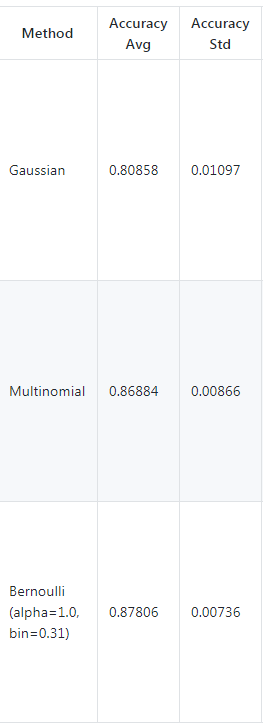 Method Accuracy Avg Accuracy Std
Gaussian 0.80858 0.01097
Multinomial 0.86884 0.00866
Bernoulli
(alpha=1.0, 0.87806 0.00736
bin=0.31)